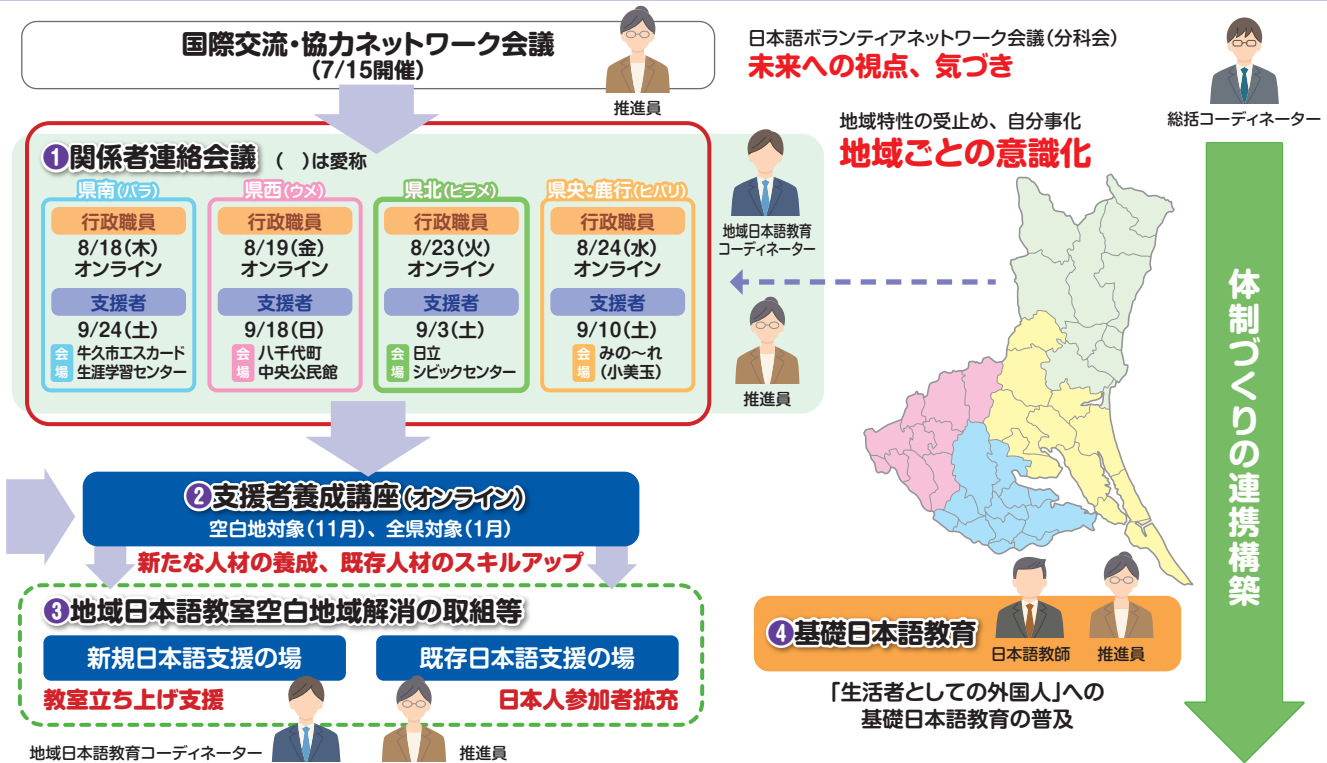 国際交流・協力ネットワーク会議
(7/15開催)
推進員
日本語ボランティアネットワーク会議(分科会)
未来への視点、気づき
総括コーディネーター
地域特性の受止め、自分事化
地域ごとの意識化
❶関係者連絡会議 ( )は愛称
県南(バラ)
行政職員
8/18(木)
オンライン
支援者
9/24(土)
会場
牛久市エスカード
生涯学習センター
県西(ウメ)
行政職員
8/19(金)
オンライン
支援者
9/18(日)
会場
八千代町
中央公民館
県北(ヒラメ)
行政職員
8/23(火)
オンライン
支援者
9/3(土)
会場
日立
シビックセンター
県央・鹿行(ヒバリ)
行政職員
8/24(水)
オンライン
支援者
9/10(土)
会場
みの〜れ
(小美玉)
地域日本語教育
コーディネーター
推進員
体制づくりの連携構築
❷支援者養成講座(オンライン)
空白地対象(11月)、全県対象(1月)
新たな人材の養成、既存人材のスキルアップ
❸地域日本語教室空白地域解消の取組等
新規日本語支援の場
教室立ち上げ支援
既存日本語支援の場
日本人参加者拡充
地域日本語教育コーディネーター
推進員
❹基礎日本語教育
日本語教師
推進員
「生活者としての外国人」への
基礎日本語教育の普及